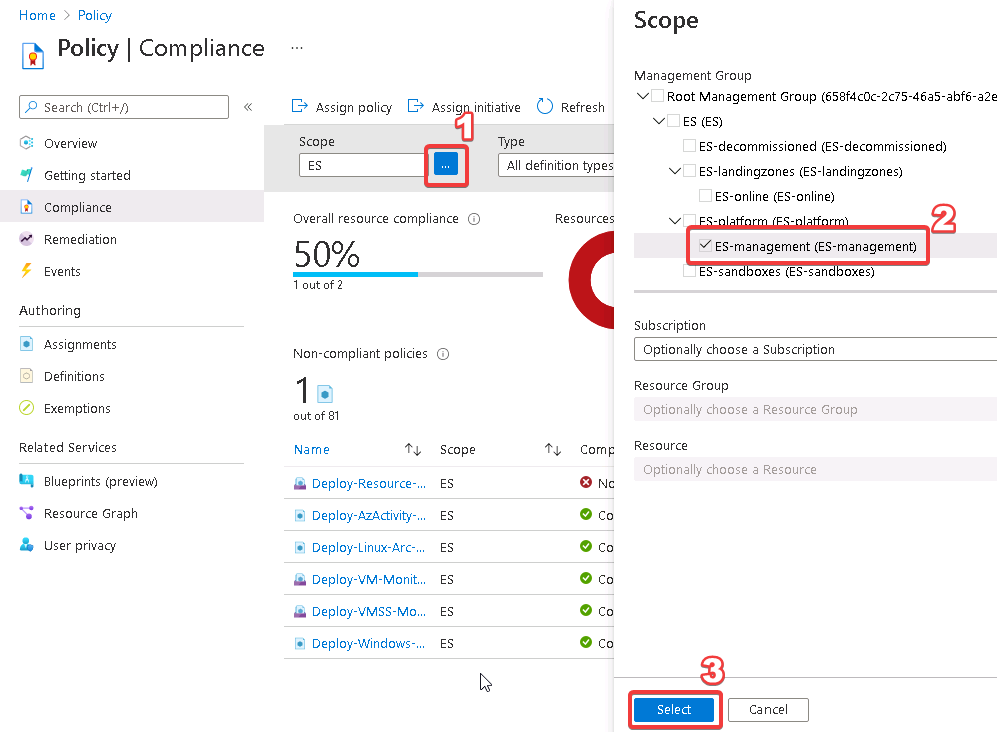 Home > Policy
Policy | Compliance ...
Search (Ctrl+/)
«
Overview
Getting started
Compliance
Remediation
Events
Authoring
Assignments
Definitions
Exemptions
Related Services
Blueprints (preview)
Resource Graph
User privacy
Assign policy
Assign initiative
Refresh
1
Scope
Type
ES
...
All definition types
Overall resource compliance
Resources
50%
1 out of 2
Non-compliant policies
1
out of 81
Name Scope Comp
Deploy-Resource-... ES No
Deploy-AzActivity-... ES Co
Deploy-Linux-Arc-... ES Co
Deploy-VM-Monit... ES Co
Deploy-VMSS-Mo... ES Co
Deploy-Windows-... ES Co
Scope
Management Group
Root Management Group (658f4c0c-2c75-46a5-abf6-a2e
ES (ES)
ES-decommissioned (ES-decommissioned)
ES-landingzones (ES-landingzones)
ES-online (ES-online)
ES-platform (ES-platform)
2
ES-management (ES-management)
ES-sandboxes (ES-sandboxes)
Subscription
Optionally choose a Subscription
Resource Group
Optionally choose a Resource Group
Resource
Optionally choose a Resource
3
Select
Cancel